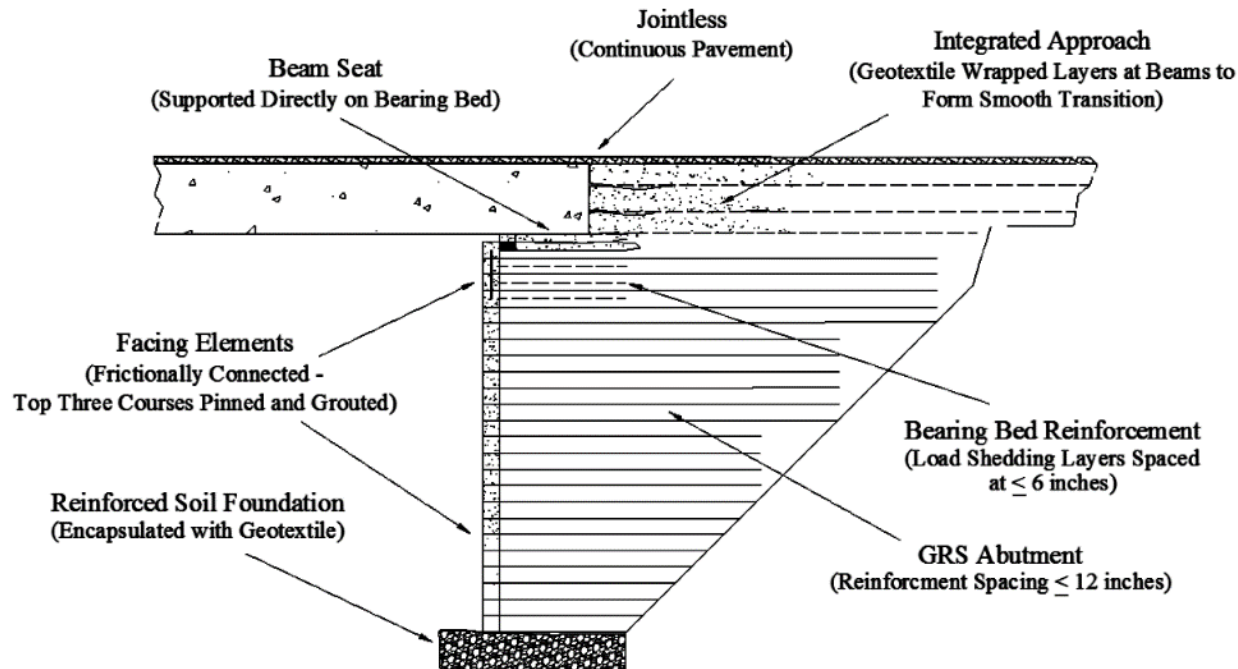 Jointless
(Continuous Pavement)
Integrated Approach
(Geotextile Wrapped Layers at Beams to
Form Smooth Transition)
Beam Seat
(Supported Directly on Bearing Bed)
Facing Elements
(Frictionally Connected -
Top Three Courses Pinned and Grouted)
Bearing Bed Reinforcement
(Load Shedding Layers Spaced
at ≤ 6 inches)
Reinforced Soil Foundation
(Encapsulated with Geotextile)
GRS Abutment
(Reinforcment Spacing ≤ 12 inches)